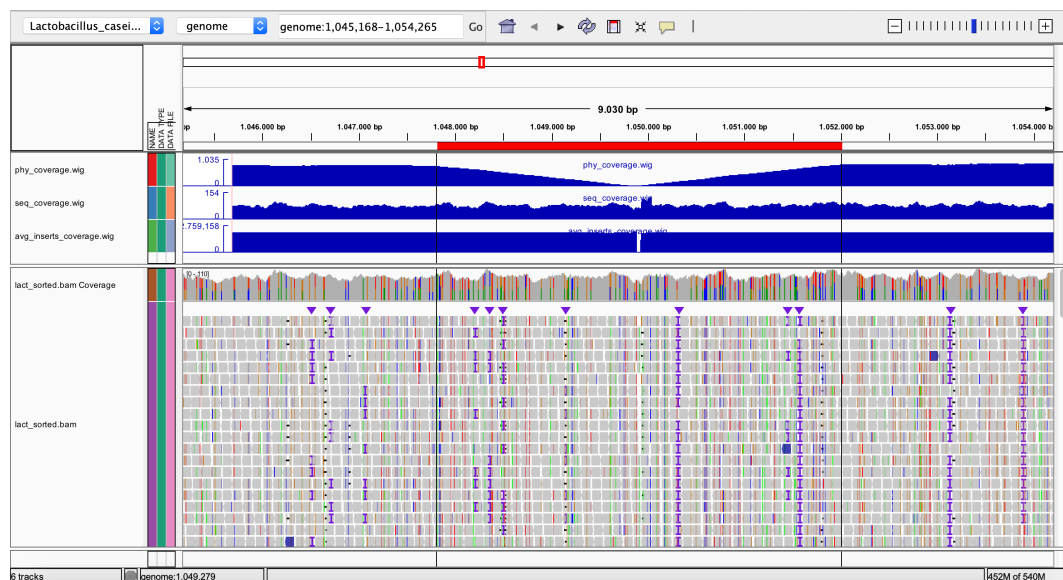 Lactobacillus_casei... genome genome:1,045,168-1,054,265 Go
9.030 bp
1.046.000 bp 1.047.000 bp 1.048.000 bp 1.049.000 bp 1.050.000 bp 1.051.000 bp 1.052.000 bp 1.053.000 bp 1.054.000 b
NAME
DATA TYPE
DATA FILE
phy_coverage.wig
1.035
0
phy_coverage.wig
seq_coverage.wig
154
0
seq_coverage.wig
avg_inserts_coverage.wig
2.759,158
0
avg_inserts_coverage.wig
lact_sorted.bam Coverage
[0 - 110]
lact_sorted.bam
6 tracks
genome:1.049.279
452M of 540M